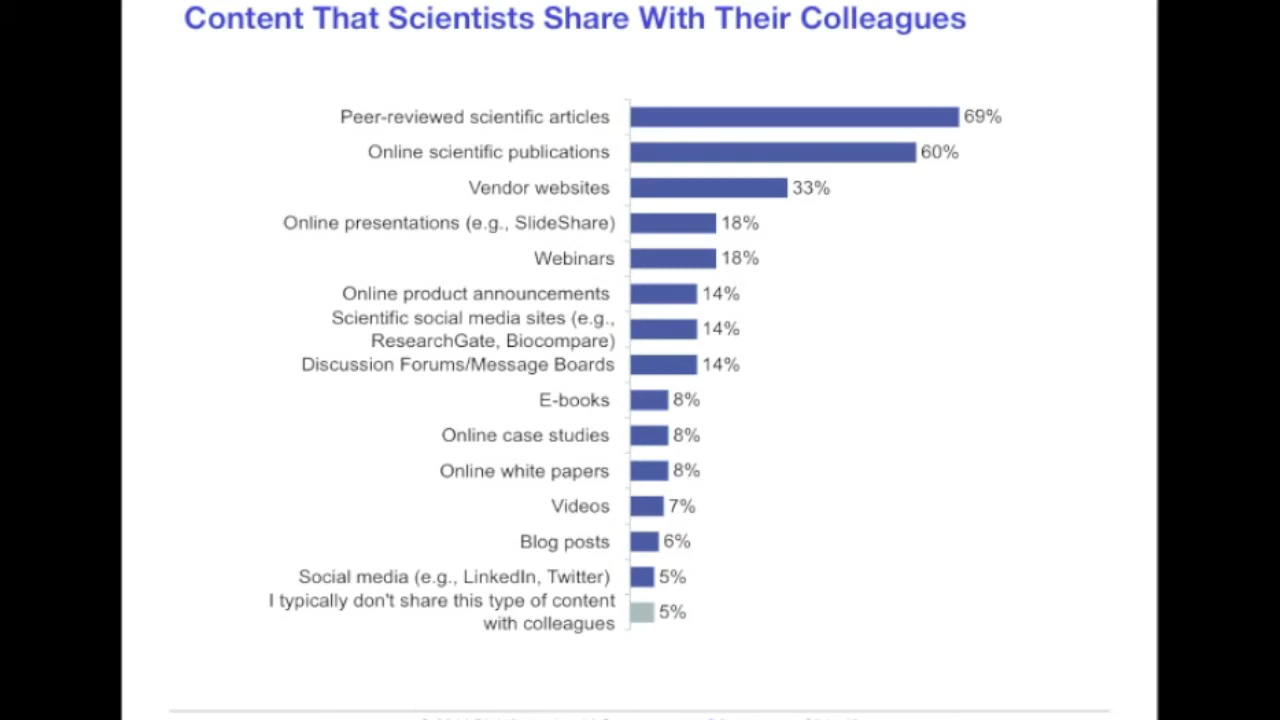 Content That Scientists Share With Their Colleagues
Peer-reviewed scientific articles 69%
Online scientific publications 60%
Vendor websites 33%
Online presentations (e.g., SlideShare) 18%
Webinars 18%
Online product announcements 14%
Scientific social media sites (e.g.,
ResearchGate, Biocompare) 14%
Discussion Forums/Message Boards 14%
E-books 8%
Online case studies 8%
Online white papers 8%
Videos 7%
Blog posts 6%
Social media (e.g., LinkedIn, Twitter) 5%
I typically don't share this type of content
with colleagues 5%